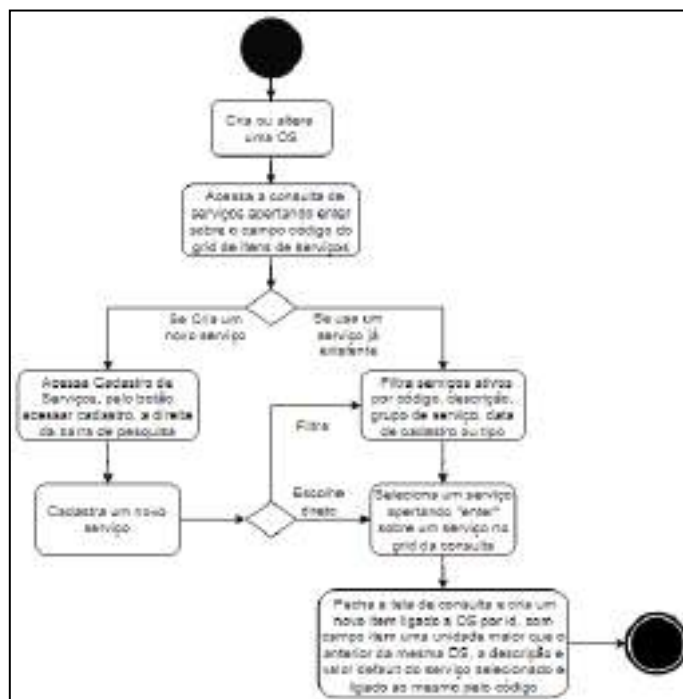 Cria ou altera
uma OS
Acessa a consulta de
serviços apertando enter
sobre o campo código do
grid de itens de serviços
Se Cria um
novo serviço
Se usa um
serviço já
existente
Acessa Cadastro de
Serviços, pelo botão
acessar cadastro, a direita
da barra de pesquisa
Filtra serviços ativos
por código, descrição,
grupo de serviço, data
de cadastro ou tipo
Filtra
Cadastra um novo
serviço
Escolhe
direto
Seleciona um serviço
apertando "enter"
sobre um serviço no
grid da consulta
Fecha a tela de consulta e cria um
novo item ligado a OS por id, com
campo item uma unidade maior que o
anterior da mesma OS, a descrição e
valor default do serviço selecionado e
ligado ao mesmo pelo código